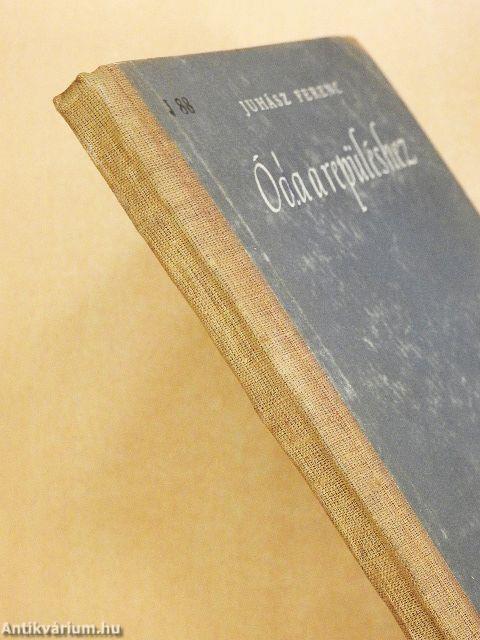 J 88
JUHÁSZ FERENC
Óda a repüléshez
Antikvárium.hu